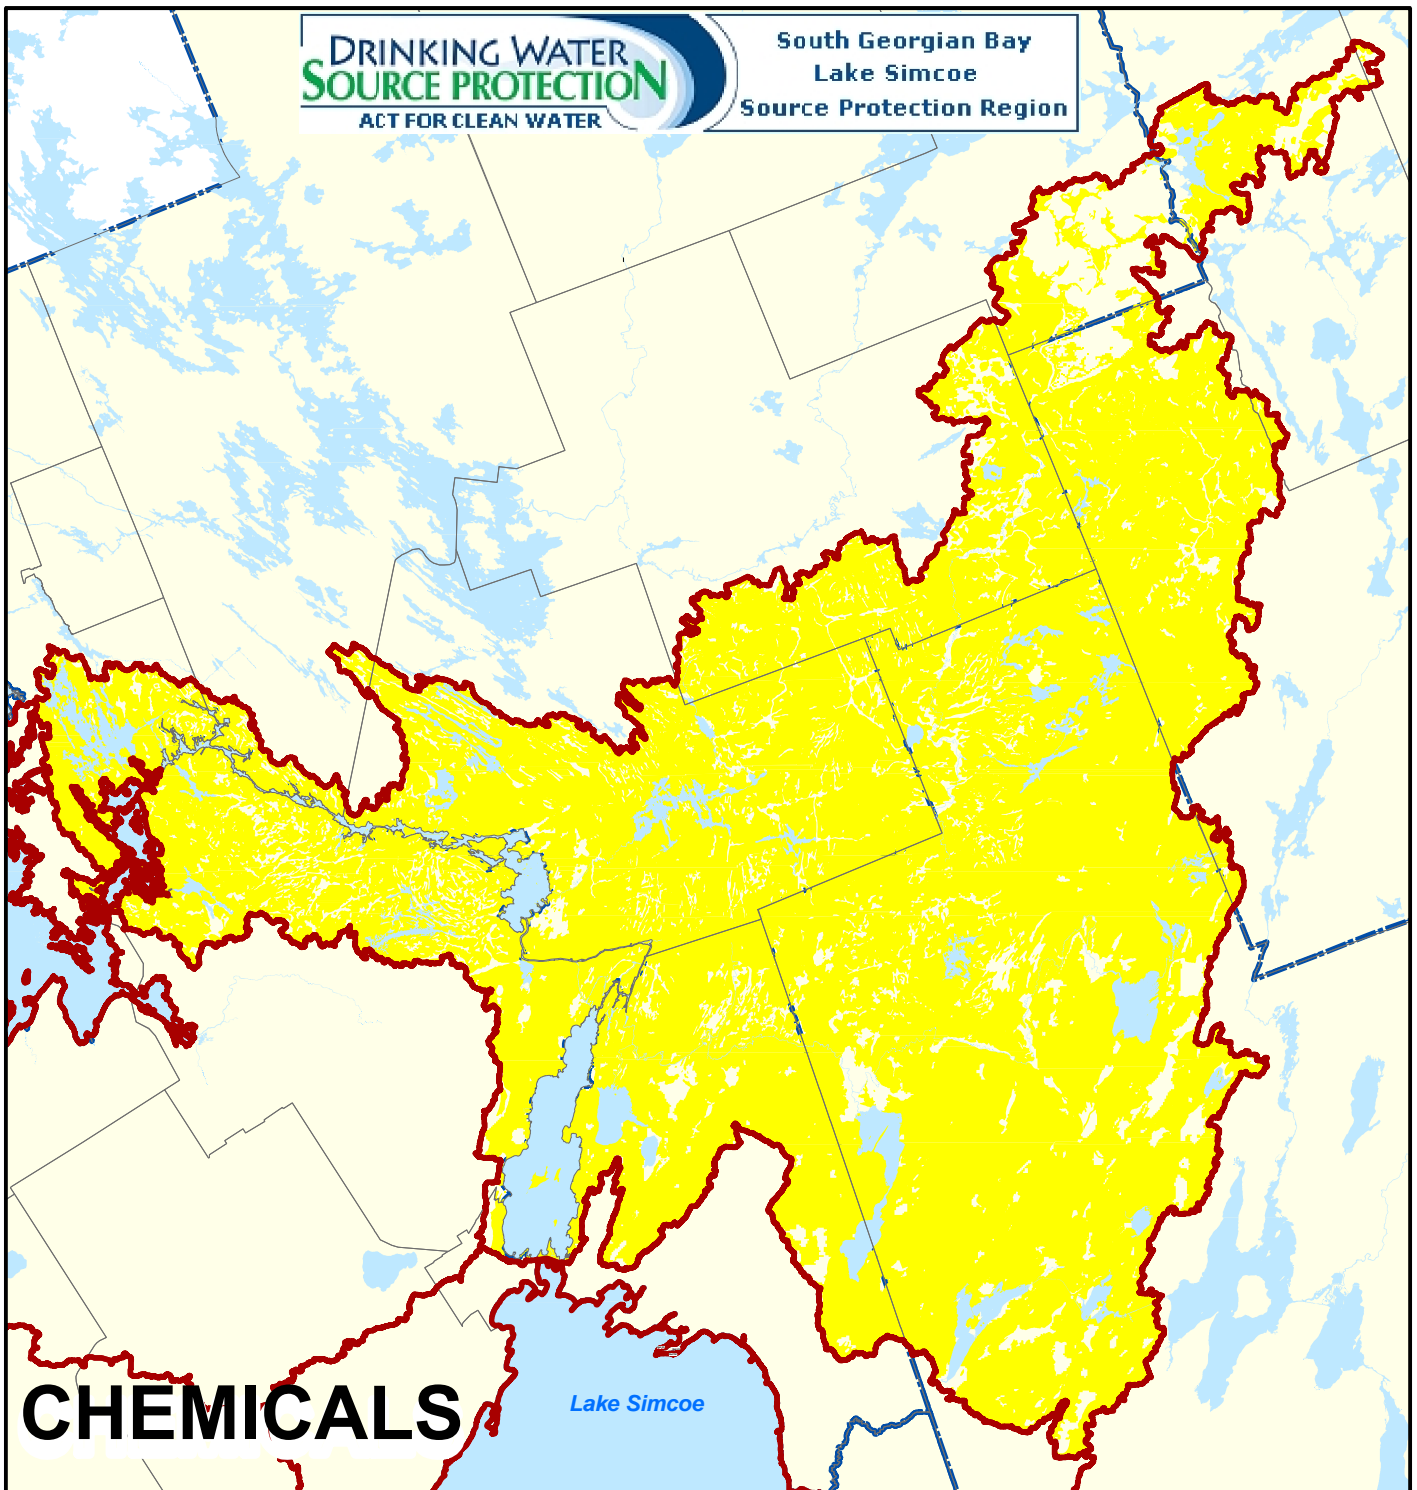 DRINKING WATER
SOURCE PROTECTION
ACT FOR CLEAN WATER
South Georgian Bay
Lake Simcoe
Source Protection Region
Lake Simcoe
CHEMICALS